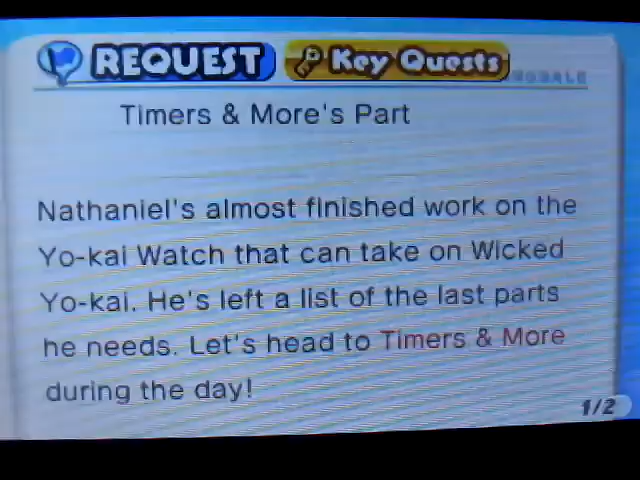 REQUEST Key Quests
Timers & More's Part
Nathaniel's almost finished work on the
Yo-kai Watch that can take on Wicked
Yo-kai. He's left a list of the last parts
he needs. Let's head to Timers & More
during the day!
1/2